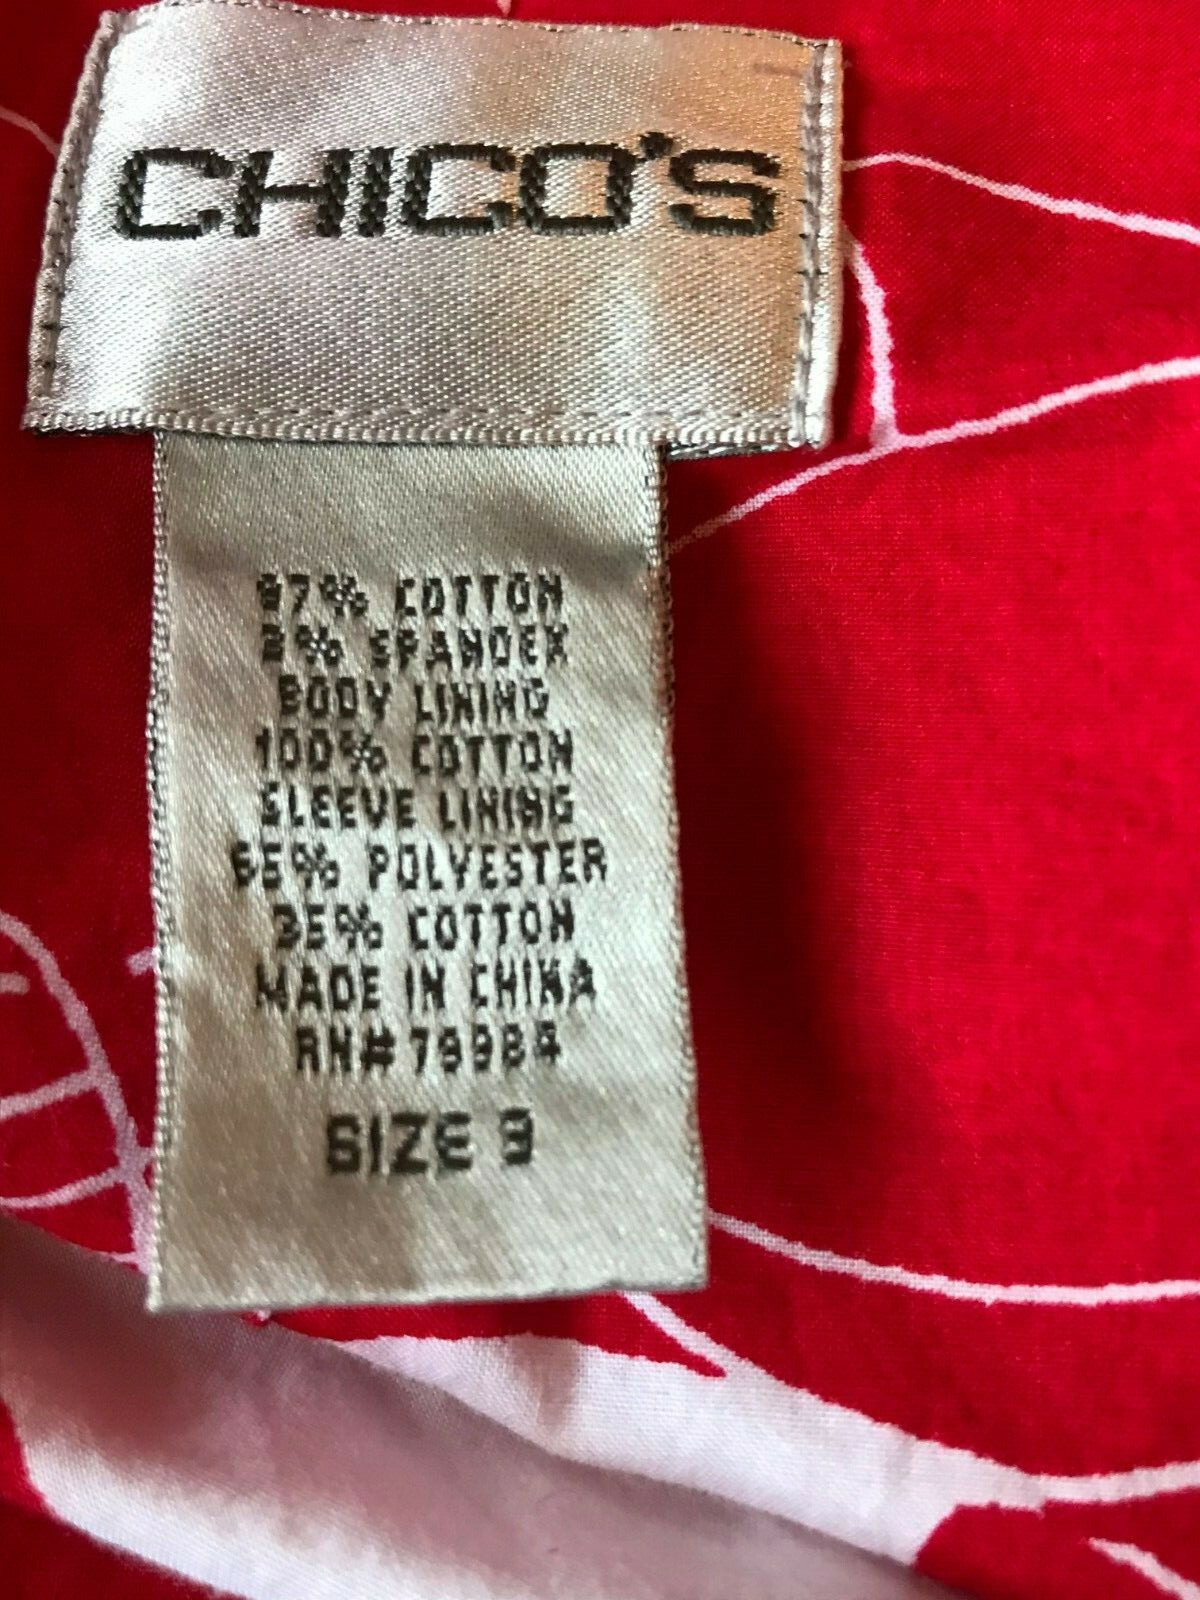 CHICO'S
97% COTTON
3% SPANDEX
BODY LINING
100% COTTON
SLEEVE LINING
65% POLYESTER
35% COTTON
MADE IN CHINA
RN# 79984
SIZE 3